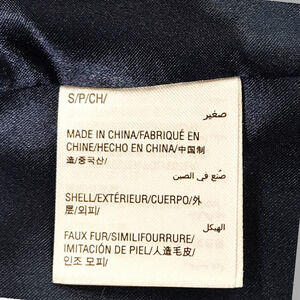 S/P/CH/
صغير
MADE IN CHINA/FABRIQUÉ EN
CHINE/HECHO EN CHINA/中国制
造/중국산/
صُنع في الصين
SHELL/EXTÉRIEUR/CUERPO/外
层/외피/
الهيكل
FAUX FUR/SIMILIFOURRURE/
IMITACIÓN DE PIEL/人造毛皮/
인조 모피/